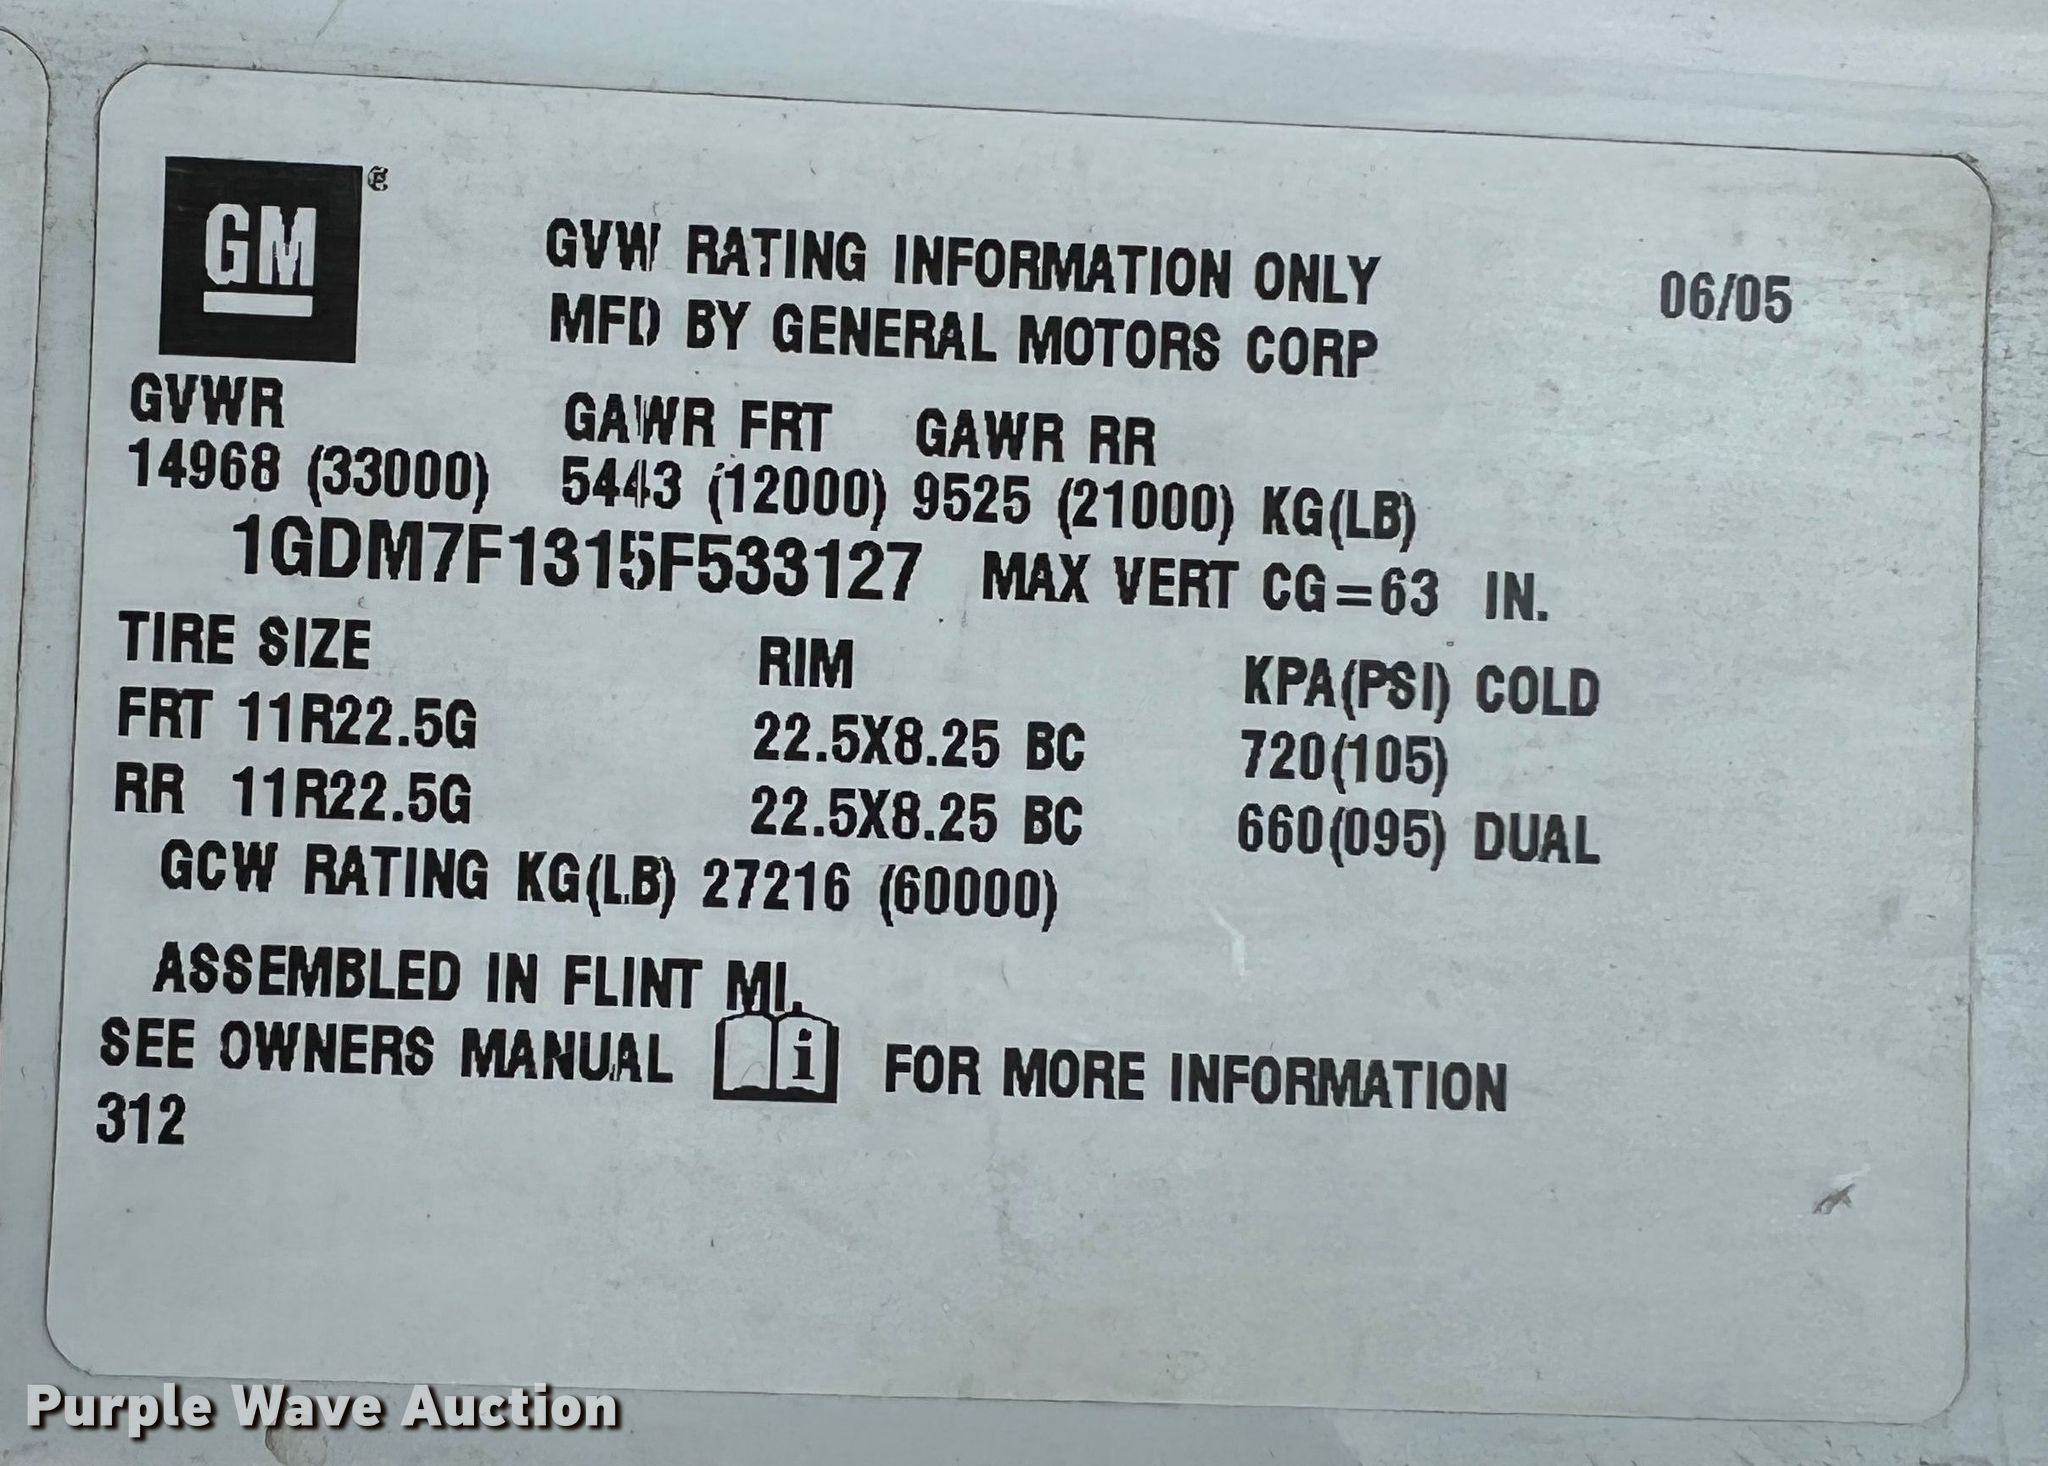 GM
GVW RATING INFORMATION ONLY 06/05
MFD BY GENERAL MOTORS CORP
GVWR GAWR FRT GAWR RR
14968 (33000) 5443 (12000) 9525 (21000) KG(LB)
1GDM7F1315F533127 MAX VERT CG=63 IN.
TIRE SIZE RIM KPA(PSI) COLD
FRT 11R22.5G 22.5X8.25 BC 720(105)
RR 11R22.5G 22.5X8.25 BC 660(095) DUAL
GCW RATING KG(LB) 27216 (60000)
ASSEMBLED IN FLINT MI.
SEE OWNERS MANUAL i FOR MORE INFORMATION
312
Purple Wave Auction